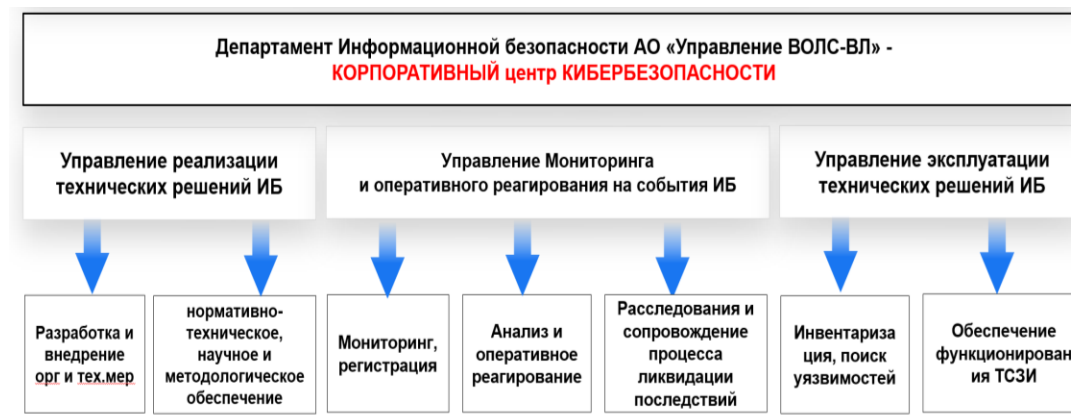 Департамент Информационной безопасности АО «Управление ВОЛС-ВЛ» -
КОРПОРАТИВНЫЙ центр КИБЕРБЕЗОПАСНОСТИ
Управление реализации
технических решений ИБ
Управление Мониторинга
и оперативного реагирования на события ИБ
Управление эксплуатации
технических решений ИБ
Разработка и
внедрение
орг и тех.мер
нормативно-
техническое,
научное и
методологическое
обеспечение
Мониторинг,
регистрация
Анализ и
оперативное
реагирование
Расследования и
сопровождение
процесса
ликвидации
последствий
Инвентариза
ция, поиск
уязвимостей
Обеспечение
функционирован
ия ТСЗИ